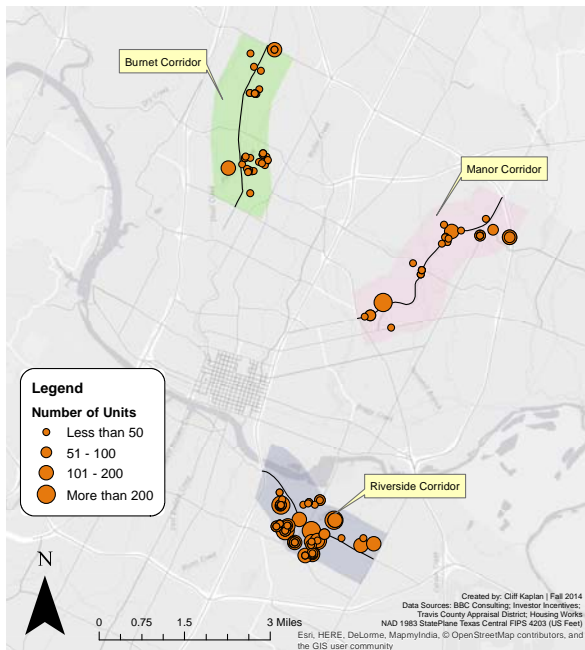 Burnet Corridor
Manor Corridor
Legend
Number of Units
Less than 50
51 - 100
101 - 200
More than 200
Riverside Corridor
N
0 0.75 1.5 3 Miles
Created by: Cliff Kaplan | Fall 2014
Data Sources: BBC Consulting; Investor Incentives;
Travis County Appraisal District; Housing Works
NAD 1983 StatePlane Texas Central FIPS 4203 (US Feet)
Esri, HERE, DeLorme, MapmyIndia, © OpenStreetMap contributors, and
the GIS user community